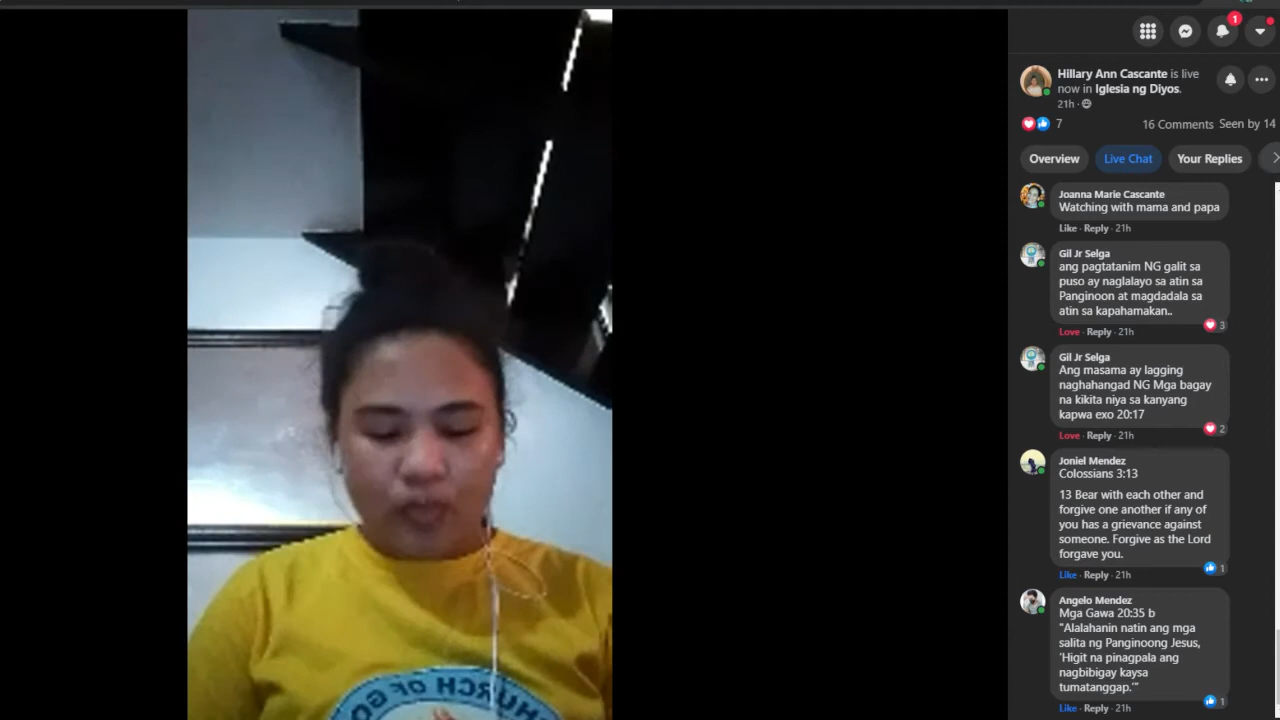 1
Hillary Ann Cascante is live
now in Iglesia ng Diyos.
21h ·
7
16 Comments Seen by 14
Overview
Live Chat
Your Replies
Joanna Marie Cascante
Watching with mama and papa
Like · Reply · 21h
Gil Jr Selga
ang pagtatanim NG galit sa
puso ay naglalayo sa atin sa
Panginoon at magdadala sa
atin sa kapahamakan..
3
Love · Reply · 21h
Gil Jr Selga
Ang masama ay lagging
naghahangad NG Mga bagay
na kikita niya sa kanyang
kapwa exo 20:17
2
Love · Reply · 21h
Joniel Mendez
Colossians 3:13
13 Bear with each other and
forgive one another if any of
you has a grievance against
someone. Forgive as the Lord
forgave you.
1
Like · Reply · 21h
Angelo Mendez
Mga Gawa 20:35 b
"Alalahanin natin ang mga
salita ng Panginoong Jesus,
'Higit na pinagpala ang
nagbibigay kaysa
tumatanggap.'"
1
Like · Reply · 21h
CHURCH OF GO